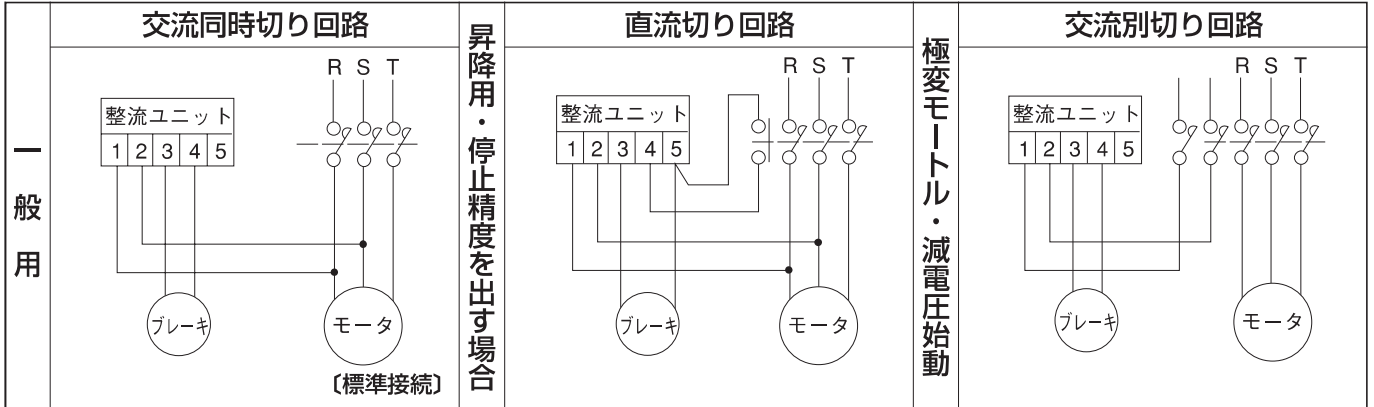 一般用
交流同時切り回路
R S T
整流ユニット
1 2 3 4 5
ブレーキ
モータ
〔標準接続〕
昇降用・停止精度を出す場合
直流切り回路
R S T
整流ユニット
1 2 3 4 5
ブレーキ
モータ
極変モートル・減電圧始動
交流別切り回路
R S T
整流ユニット
1 2 3 4 5
ブレーキ
モータ